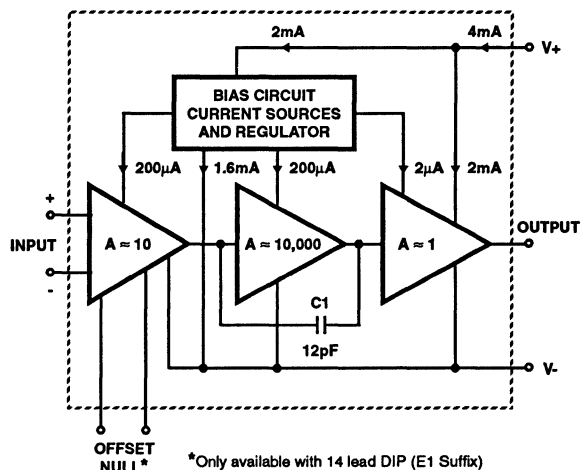 2mA
4mA
V+
BIAS CIRCUIT
CURRENT SOURCES
AND REGULATOR
200µA
1.6mA
200µA
2µA
2mA
+
INPUT
-
A ≈ 10
A ≈ 10,000
A ≈ 1
OUTPUT
C1
12pF
V-
OFFSET
NULL*
*Only available with 14 lead DIP (E1 Suffix)